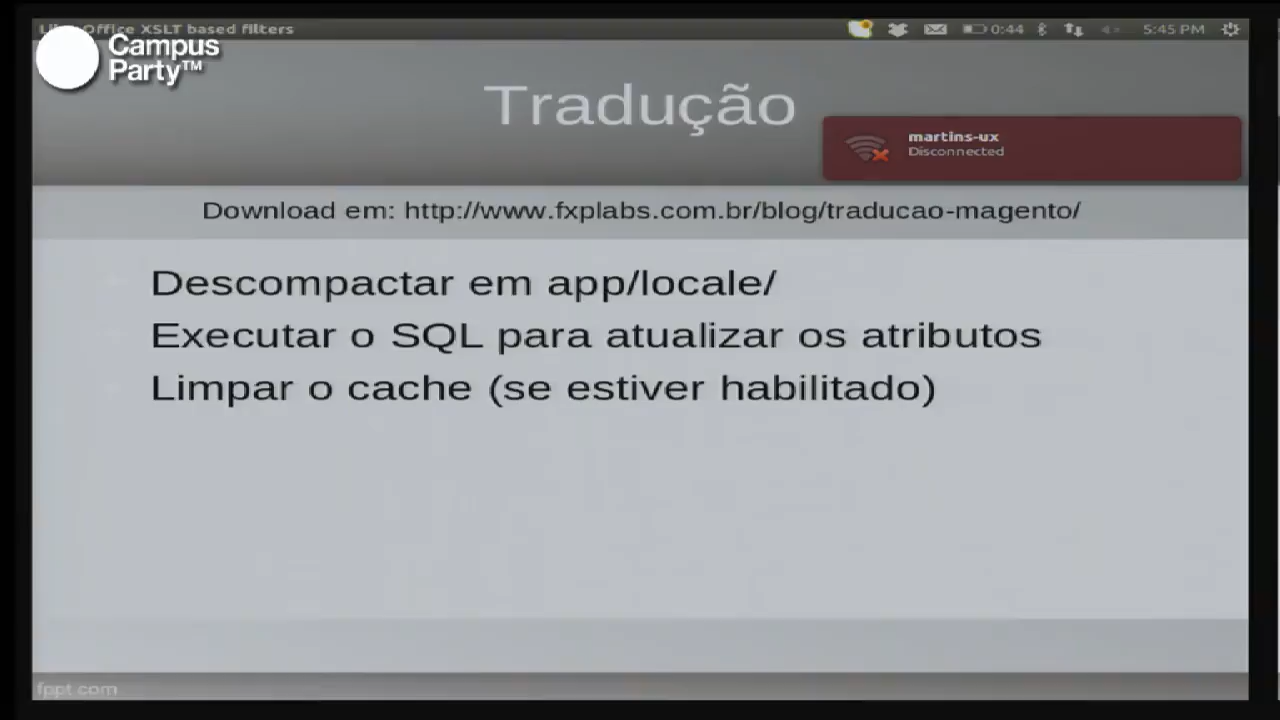 Office XSLT based filters
0:44
5:45 PM
Campus
Party™
Tradução
martins-ux
Disconnected
Download em: http://www.fxplabs.com.br/blog/traducao-magento/
Descompactar em app/locale/
Executar o SQL para atualizar os atributos
Limpar o cache (se estiver habilitado)
fppt.com